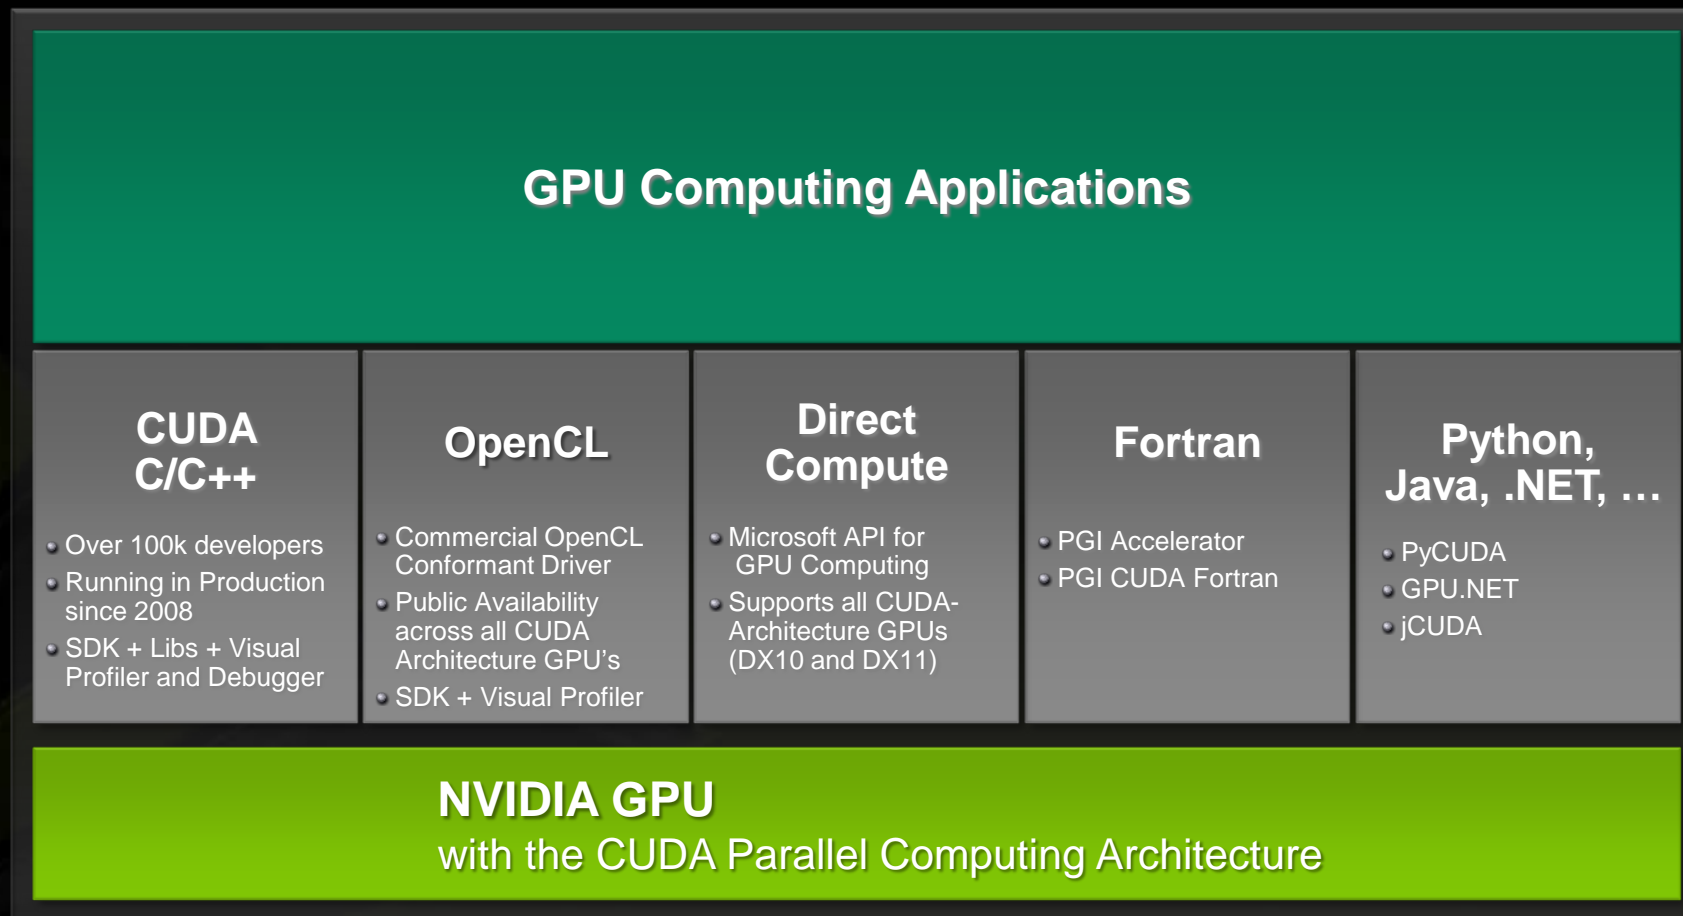 GPU Computing Applications
CUDA
C/C++
Over 100k developers
Running in Production
since 2008
SDK + Libs + Visual
Profiler and Debugger
OpenCL
Commercial OpenCL
Conformant Driver
Public Availability
across all CUDA
Architecture GPU’s
SDK + Visual Profiler
Direct
Compute
Microsoft API for
GPU Computing
Supports all CUDA-
Architecture GPUs
(DX10 and DX11)
Fortran
PGI Accelerator
PGI CUDA Fortran
Python,
Java, .NET, …
PyCUDA
GPU.NET
jCUDA
NVIDIA GPU
with the CUDA Parallel Computing Architecture